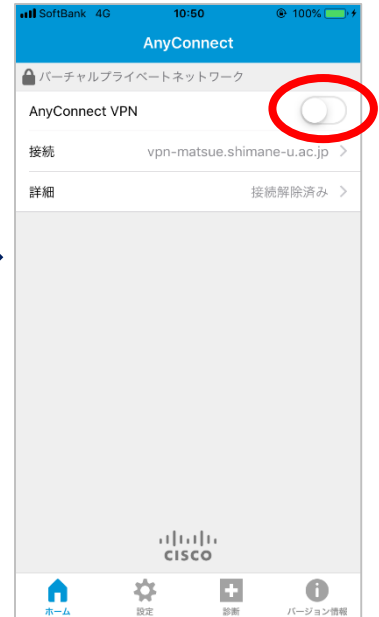 SoftBank 4G 10:50 100%
AnyConnect
バーチャルプライベートネットワーク
AnyConnect VPN
接続 vpn-matsue.shimane-u.ac.jp
詳細 接続解除済み
CISCO
ホーム 設定 診断 バージョン情報